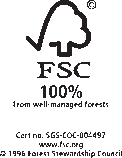 ©
FSC
100%
from well-managed forests
Cert no. SGS-COC-004497
www.fsc.org
© 1996 Forest Stewardship Council